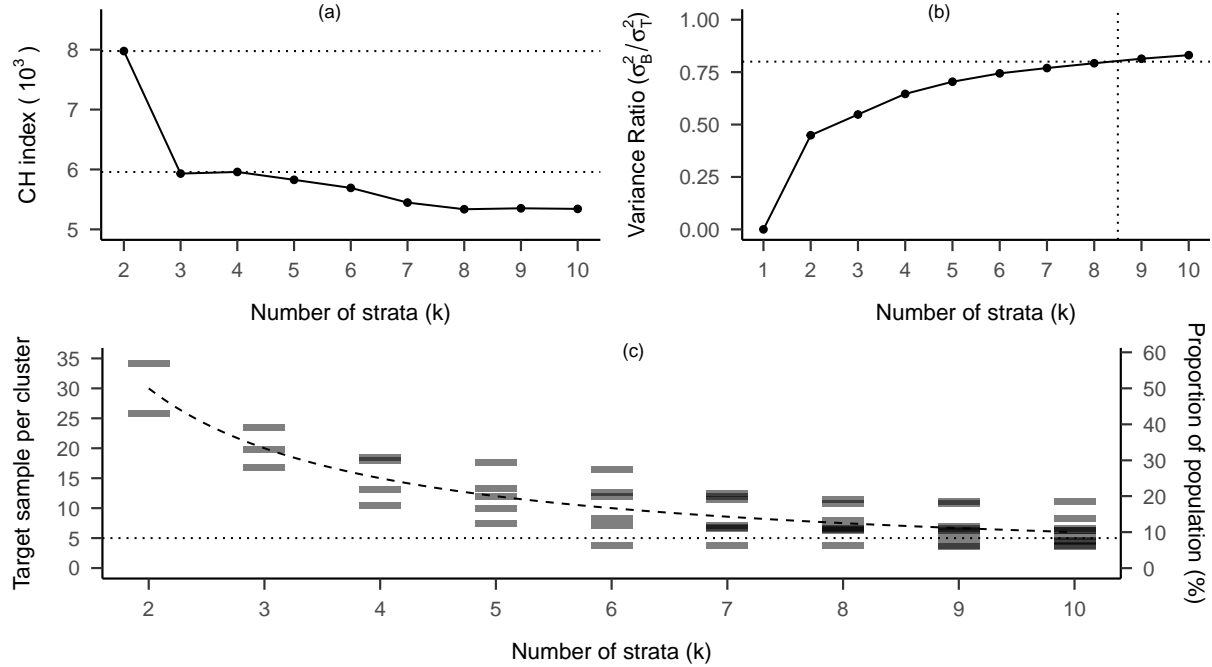 (a)
CH index ( 10³)
8
7
6
5
2 3 4 5 6 7 8 9 10
Number of strata (k)
(b)
Variance Ratio (σ²B/σ²T)
1.00
0.75
0.50
0.25
0.00
1 2 3 4 5 6 7 8 9 10
Number of strata (k)
(c)
Target sample per cluster
35
30
25
20
15
10
5
0
2 3 4 5 6 7 8 9 10
Number of strata (k)
Proportion of population (%)
60
50
40
30
20
10
0